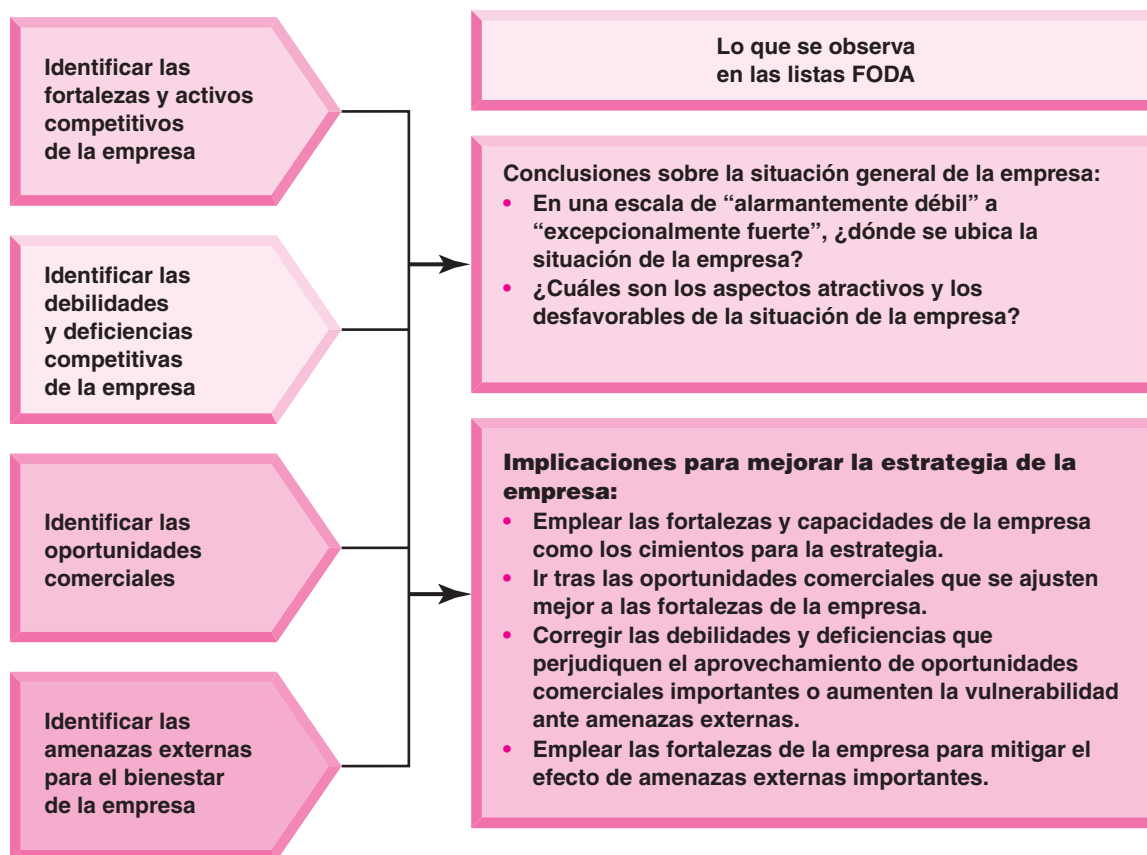 Identificar las
fortalezas y activos
competitivos
de la empresa
Identificar las
debilidades
y deficiencias
competitivas
de la empresa
Identificar las
oportunidades
comerciales
Identificar las
amenazas externas
para el bienestar
de la empresa
Lo que se observa
en las listas FODA
Conclusiones sobre la situación general de la empresa:
• En una escala de “alarmantemente débil” a
“excepcionalmente fuerte”, ¿dónde se ubica la
situación de la empresa?
• ¿Cuáles son los aspectos atractivos y los
desfavorables de la situación de la empresa?
Implicaciones para mejorar la estrategia de la
empresa:
• Emplear las fortalezas y capacidades de la empresa
como los cimientos para la estrategia.
• Ir tras las oportunidades comerciales que se ajusten
mejor a las fortalezas de la empresa.
• Corregir las debilidades y deficiencias que
perjudiquen el aprovechamiento de oportunidades
comerciales importantes o aumenten la vulnerabilidad
ante amenazas externas.
• Emplear las fortalezas de la empresa para mitigar el
efecto de amenazas externas importantes.